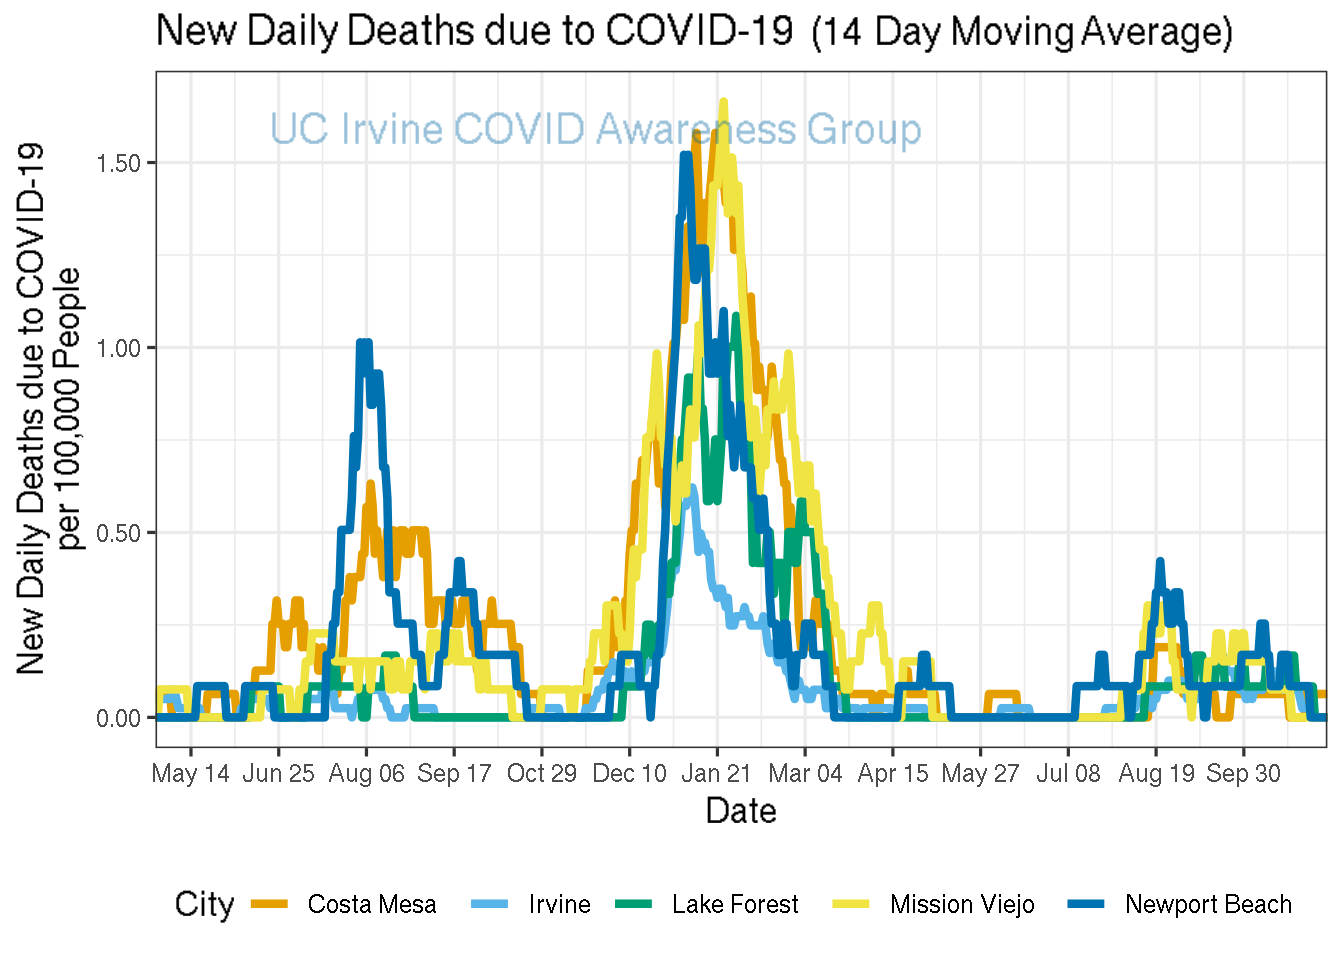 New Daily Deaths due to COVID-19 (14 Day Moving Average)
UC Irvine COVID Awareness Group
New Daily Deaths due to COVID-19
per 100,000 People
1.50
1.00
0.50
0.00
May 14 Jun 25 Aug 06 Sep 17 Oct 29 Dec 10 Jan 21 Mar 04 Apr 15 May 27 Jul 08 Aug 19 Sep 30
Date
City Costa Mesa Irvine Lake Forest Mission Viejo Newport Beach